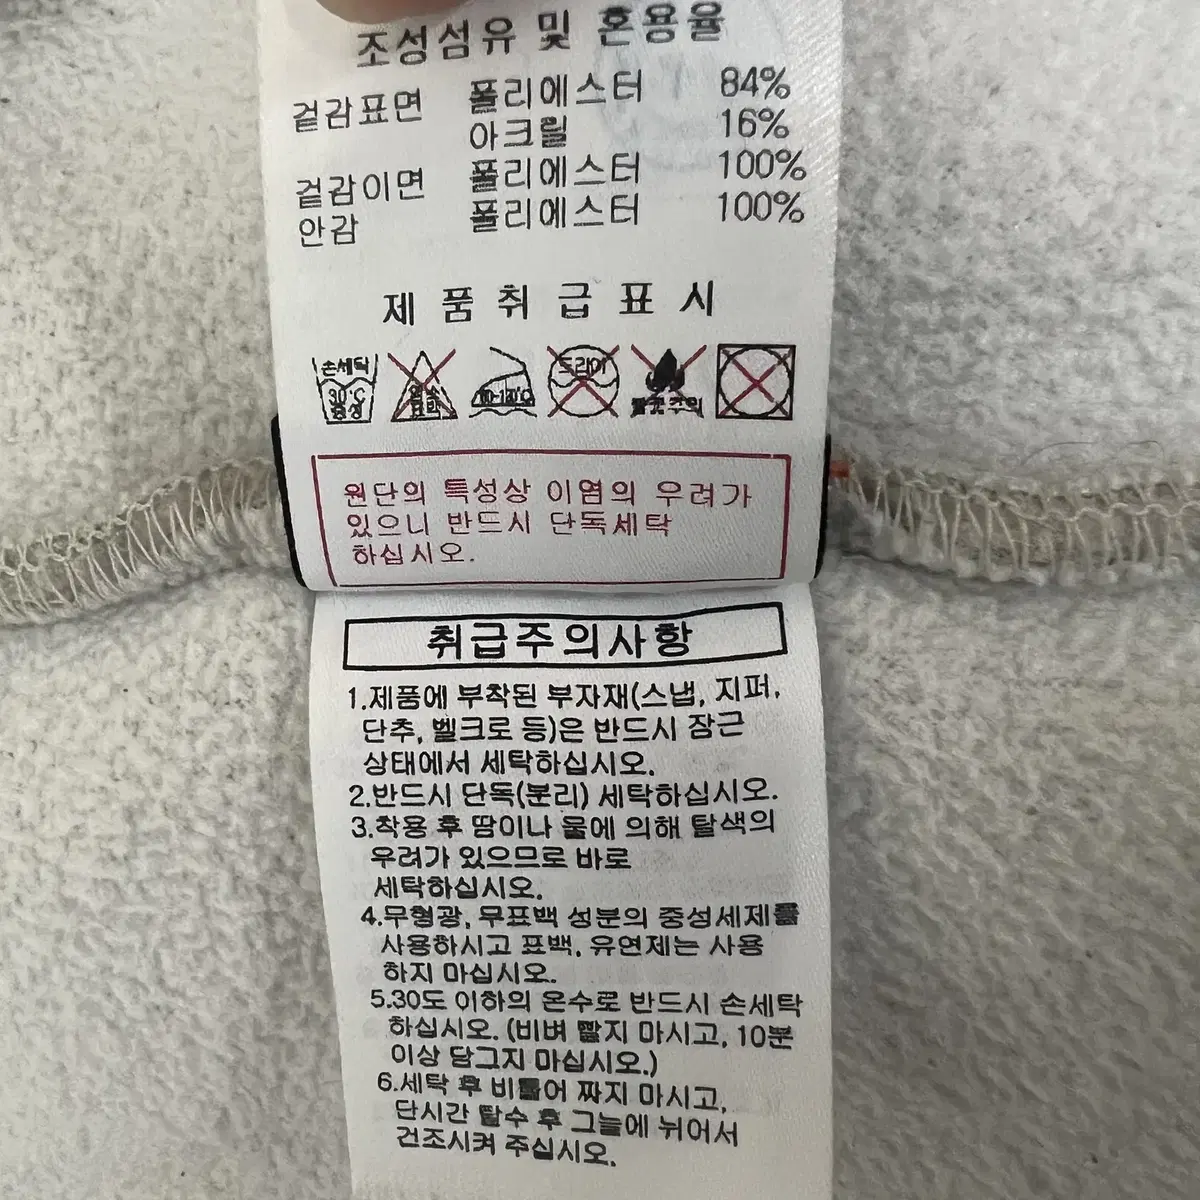 조성섬유 및 혼용율
겉감표면 폴리에스터 84%
아크릴 16%
겉감이면 폴리에스터 100%
안감 폴리에스터 100%
제 품 취 급 표 시
손세탁 30℃ 중성
염소 표백
드라이
불꽃주의
원단의 특성상 이염의 우려가
있으니 반드시 단독세탁
하십시오.
취급주의사항
1.제품에 부착된 부자재(스냅, 지퍼,
단추, 벨크로 등)은 반드시 잠근
상태에서 세탁하십시오.
2.반드시 단독(분리) 세탁하십시오.
3.착용 후 땀이나 물에 의해 탈색의
우려가 있으므로 바로
세탁하십시오.
4.무형광, 무표백 성분의 중성세제를
사용하시고 표백, 유연제는 사용
하지 마십시오.
5.30도 이하의 온수로 반드시 손세탁
하십시오. (비벼 빨지 마시고, 10분
이상 담그지 마십시오.)
6.세탁 후 비틀어 짜지 마시고,
단시간 탈수 후 그늘에 뉘어서
건조시켜 주십시오.